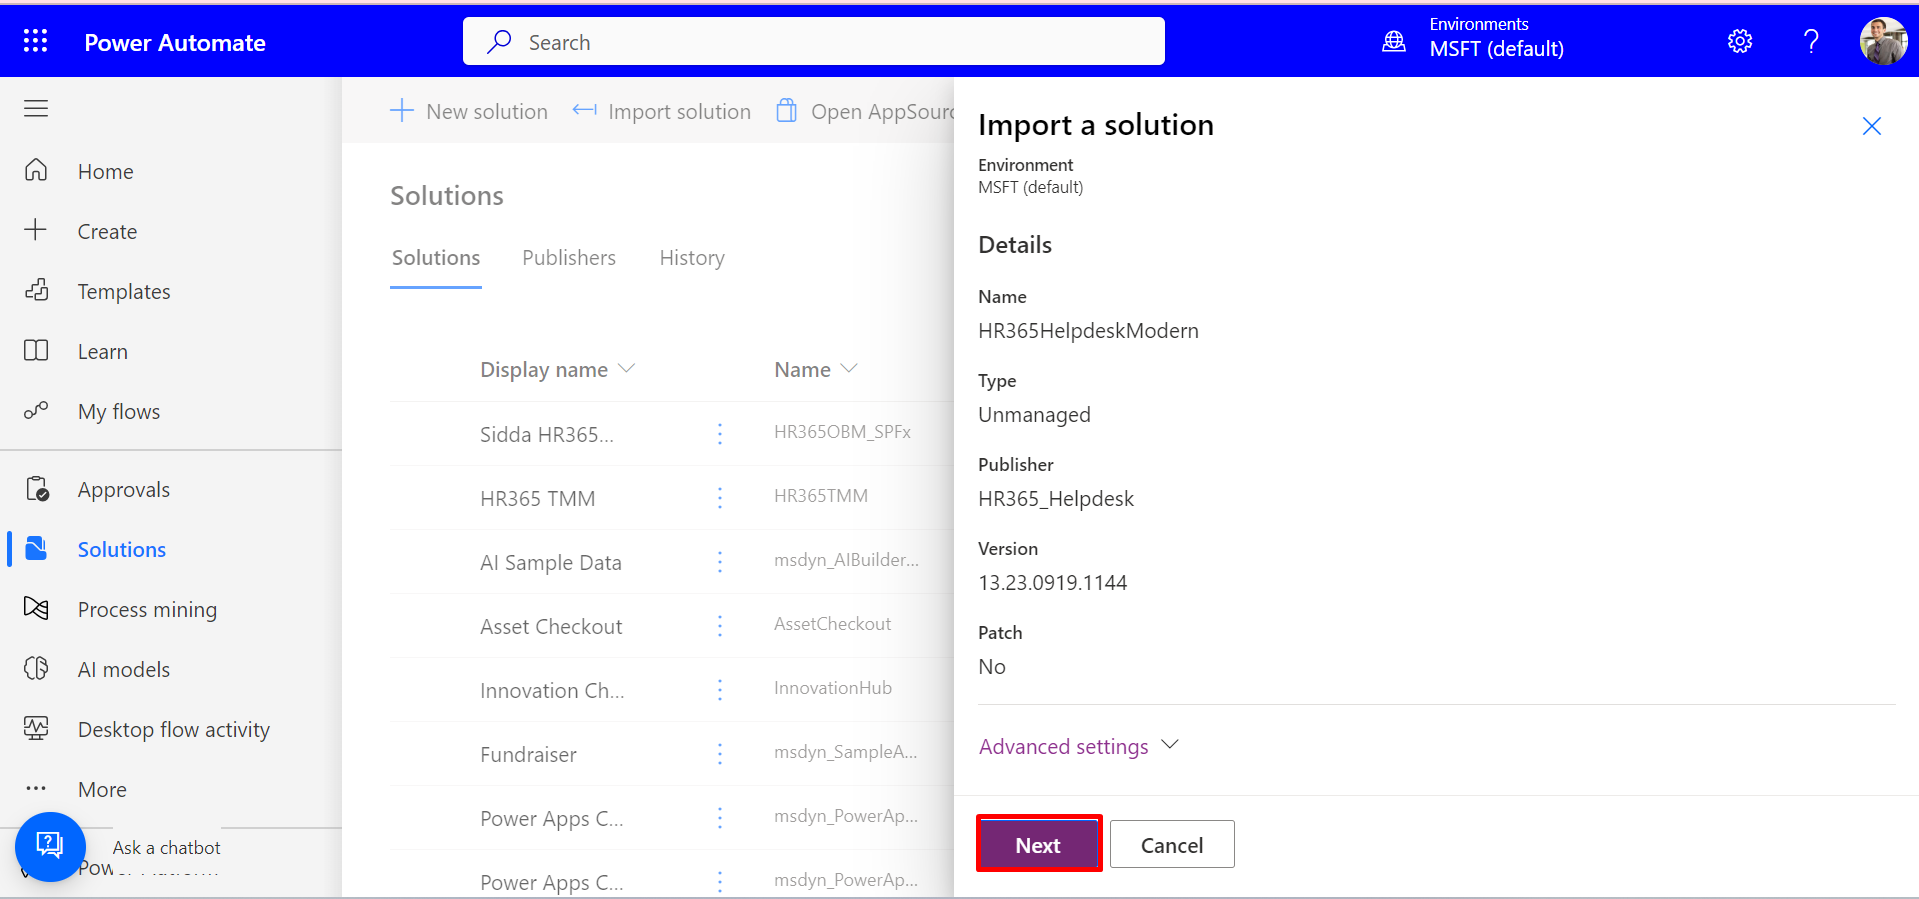 Power Automate
Search
Environments
MSFT (default)
?
Home
Create
Templates
Learn
My flows
Approvals
Solutions
Process mining
AI models
Desktop flow activity
More
Ask a chatbot
New solution
Import solution
Open AppSourc
Solutions
Solutions
Publishers
History
Display name
Name
Sidda HR365...
HR365OBM_SPFx
HR365 TMM
HR365TMM
AI Sample Data
msdyn_AIBuilder...
Asset Checkout
AssetCheckout
Innovation Ch...
InnovationHub
Fundraiser
msdyn_SampleA...
Power Apps C...
msdyn_PowerAp...
Power Apps C...
msdyn_PowerAp...
Import a solution
Environment
MSFT (default)
Details
Name
HR365HelpdeskModern
Type
Unmanaged
Publisher
HR365_Helpdesk
Version
13.23.0919.1144
Patch
No
Advanced settings
Next
Cancel